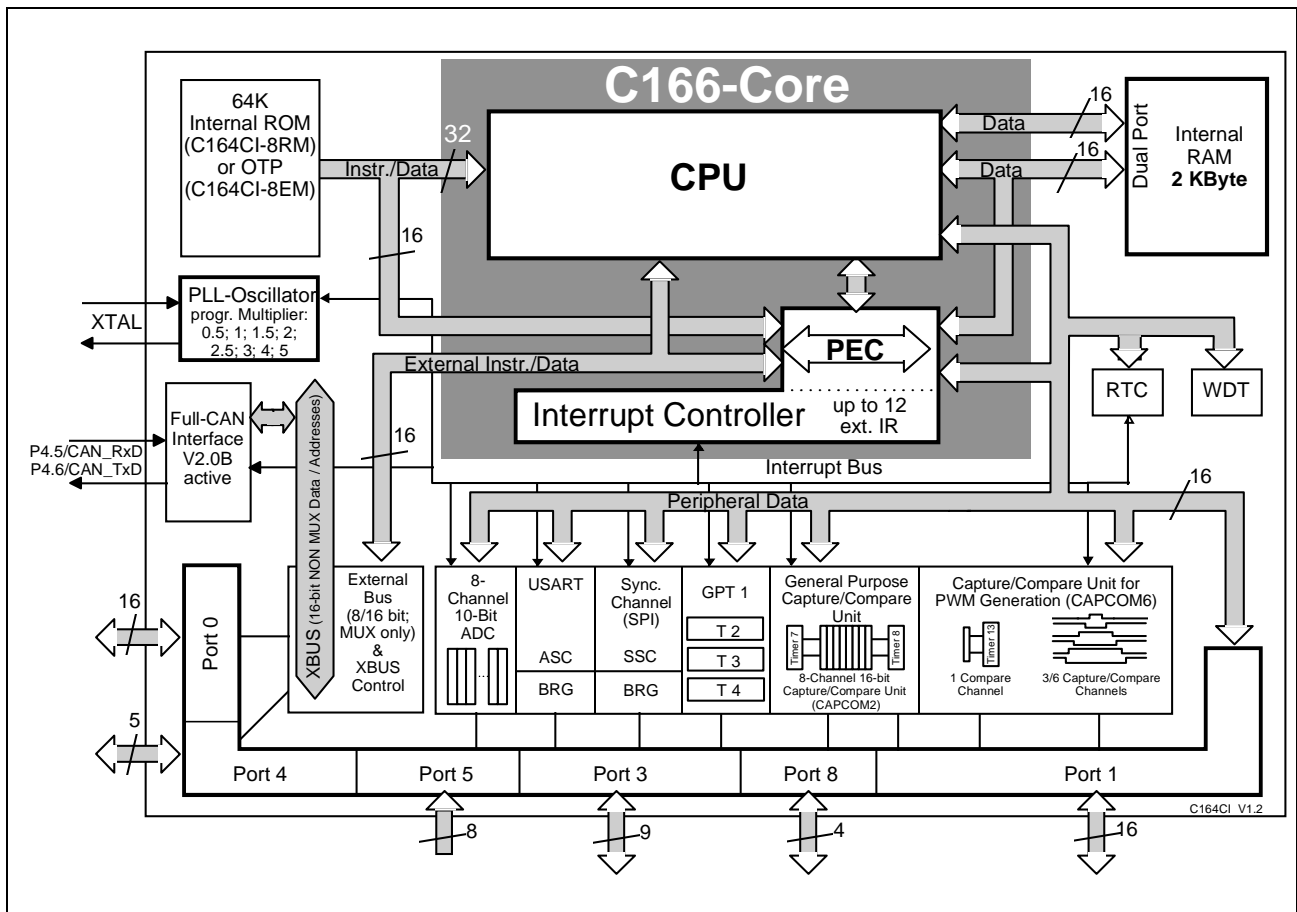 C166-Core
64K
Internal ROM
(C164CI-8RM)
or OTP
(C164CI-8EM)
Instr./Data
32
16
CPU
Data
16
Data
16
Dual Port
Internal
RAM
2 KByte
PLL-Oscillator
progr. Multiplier:
0.5; 1; 1.5; 2;
2.5; 3; 4; 5
XTAL
External Instr./Data
16
PEC
Interrupt Controller
up to 12
ext. IR
RTC
WDT
Full-CAN
Interface
V2.0B
active
P4.5/CAN_RxD
P4.6/CAN_TxD
XBUS (16-bit NON MUX Data / Addresses)
Interrupt Bus
Peripheral Data
16
16
External
Bus
(8/16 bit;
MUX only)
&
XBUS
Control
8-
Channel
10-Bit
ADC
...
USART
ASC
BRG
Sync.
Channel
(SPI)
SSC
BRG
GPT 1
T 2
T 3
T 4
General Purpose
Capture/Compare
Unit
Timer 7
Timer 8
8-Channel 16-bit
Capture/Compare Unit
(CAPCOM2)
Capture/Compare Unit for
PWM Generation (CAPCOM6)
Timer 13
1 Compare
Channel
3/6 Capture/Compare
Channels
16
Port 0
5
Port 4
Port 5
Port 3
Port 8
Port 1
C164CI V1.2
8
9
4
16